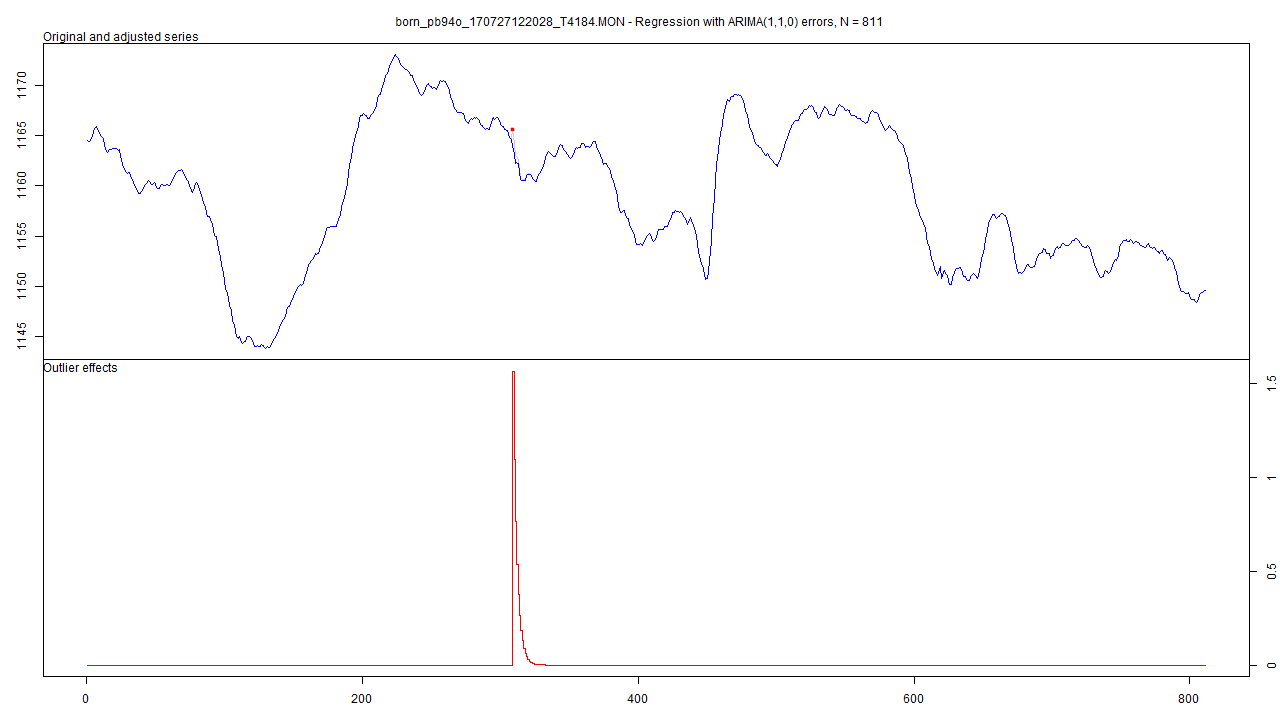 born_pb94o_170727122028_T4184.MON - Regression with ARIMA(1,1,0) errors, N = 811
Original and adjusted series
1170
1165
1160
1155
1150
1145
Outlier effects
1.5
1
0.5
0
0 200 400 600 800